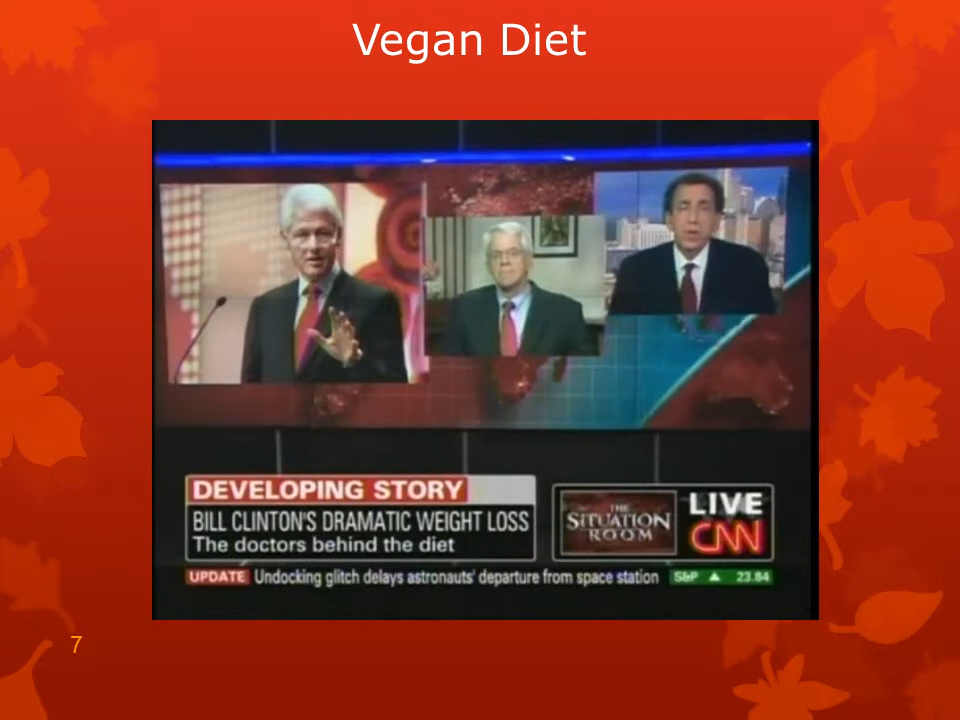 Vegan Diet
DEVELOPING STORY
BILL CLINTON'S DRAMATIC WEIGHT LOSS
The doctors behind the diet
THE
SITUATION
ROOM
LIVE
CNN
UPDATE Undocking glitch delays astronauts' departure from space station S&P ▲ 23.84
7